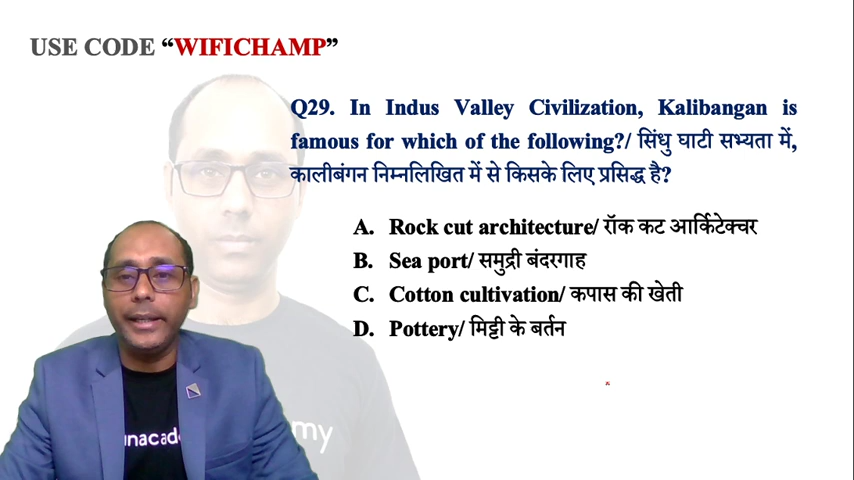 USE CODE “WIFICHAMP”
Q29. In Indus Valley Civilization, Kalibangan is
famous for which of the following?/ सिंधु घाटी सभ्यता में,
कालीबंगन निम्नलिखित में से किसके लिए प्रसिद्ध है?
A. Rock cut architecture/ रॉक कट आर्किटेक्चर
B. Sea port/ समुद्री बंदरगाह
C. Cotton cultivation/ कपास की खेती
D. Pottery/ मिट्टी के बर्तन
unacad
my